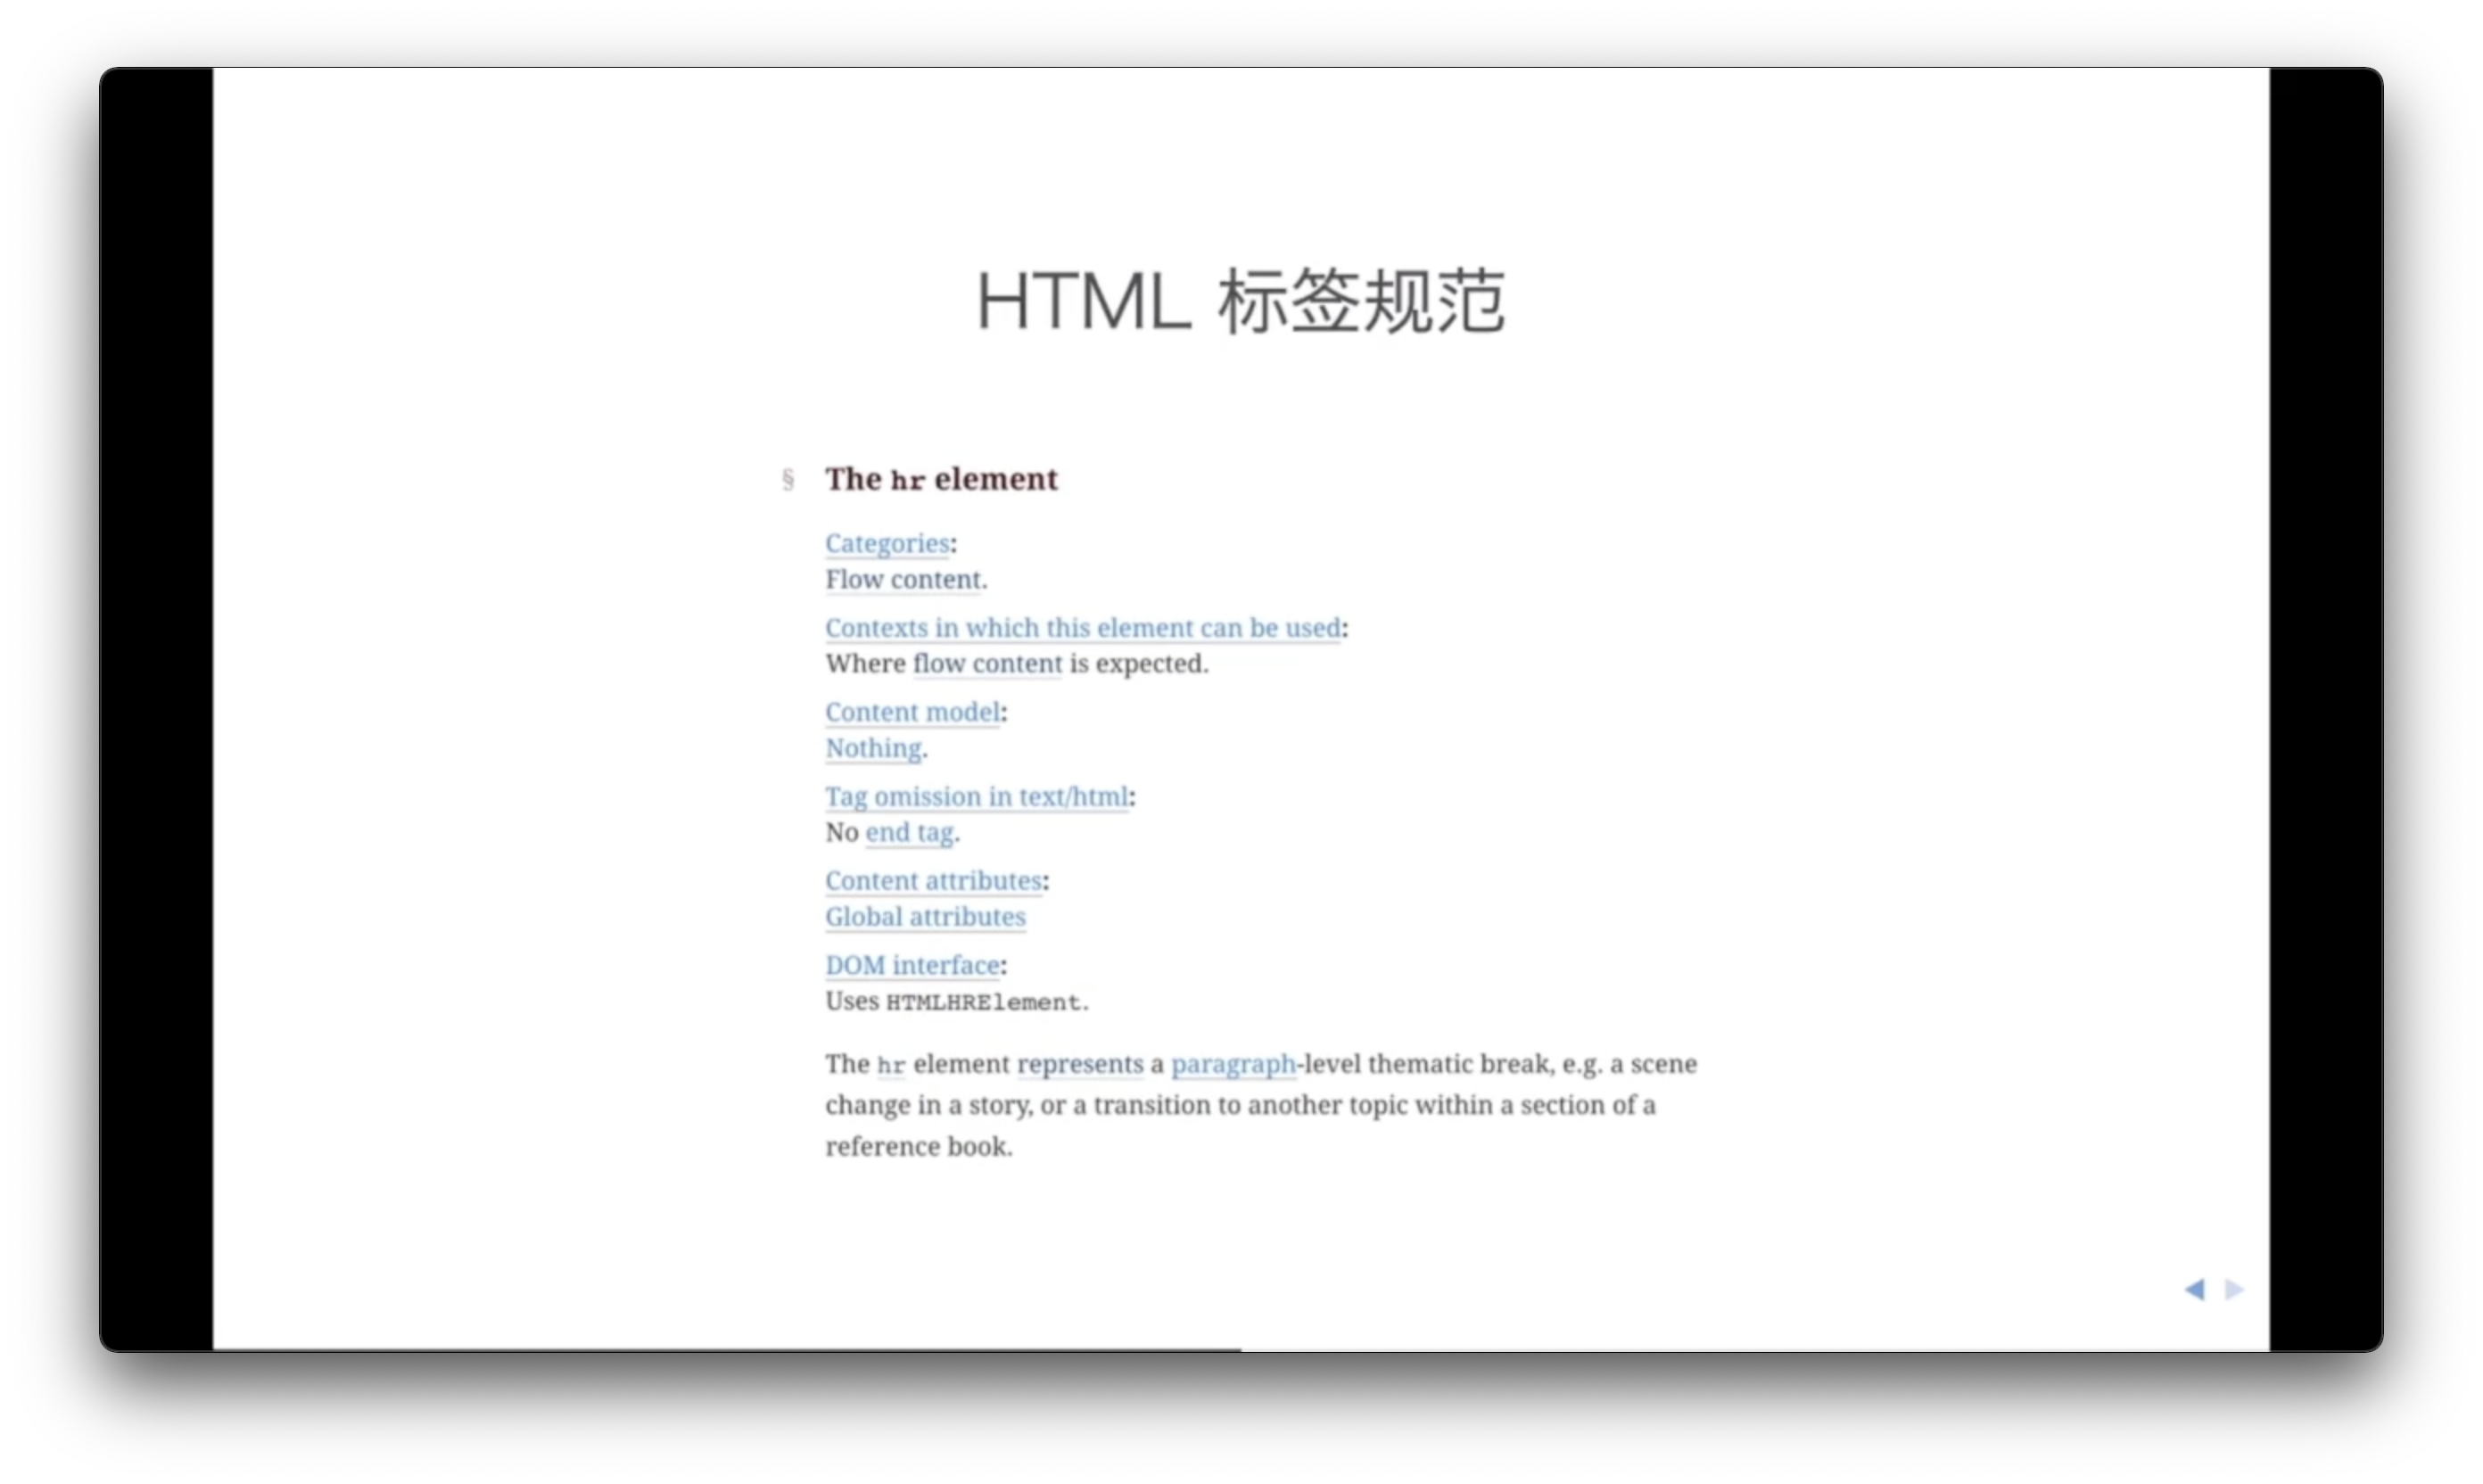 HTML 标签规范
§ The hr element
Categories:
Flow content.
Contexts in which this element can be used:
Where flow content is expected.
Content model:
Nothing.
Tag omission in text/html:
No end tag.
Content attributes:
Global attributes
DOM interface:
Uses HTMLHRElement.
The hr element represents a paragraph-level thematic break, e.g. a scene
change in a story, or a transition to another topic within a section of a
reference book.